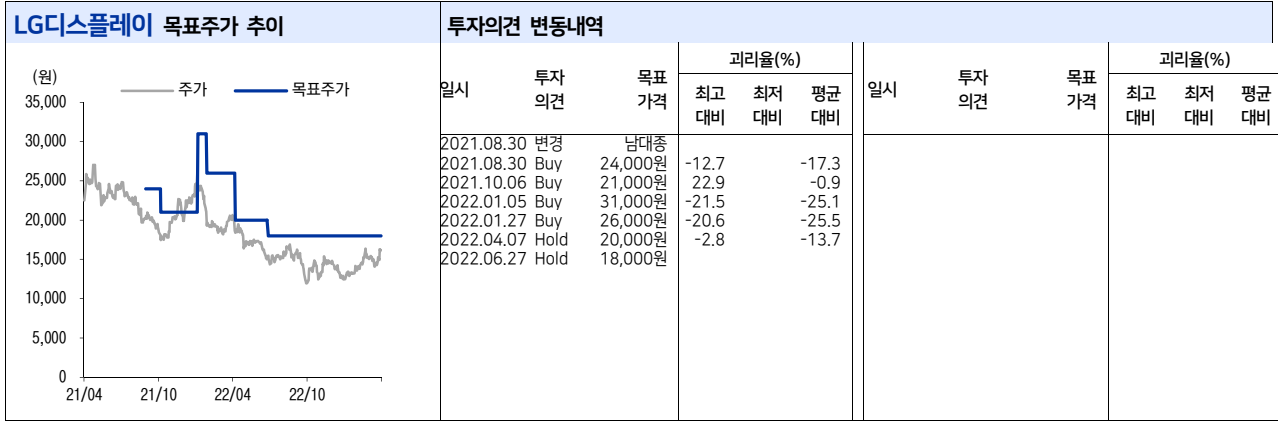 LG디스플레이 목표주가 추이
투자의견 변동내역
(원)
주가
목표주가
35,000
30,000
25,000
20,000
15,000
10,000
5,000
0
21/04 21/10 22/04 22/10
일시 투자의견 목표가격 괴리율(%) 최고대비 최저대비 평균대비
2021.08.30 변경 남대종
2021.08.30 Buy 24,000원 -12.7 -17.3
2021.10.06 Buy 21,000원 22.9 -0.9
2022.01.05 Buy 31,000원 -21.5 -25.1
2022.01.27 Buy 26,000원 -20.6 -25.5
2022.04.07 Hold 20,000원 -2.8 -13.7
2022.06.27 Hold 18,000원
일시 투자의견 목표가격 괴리율(%) 최고대비 최저대비 평균대비